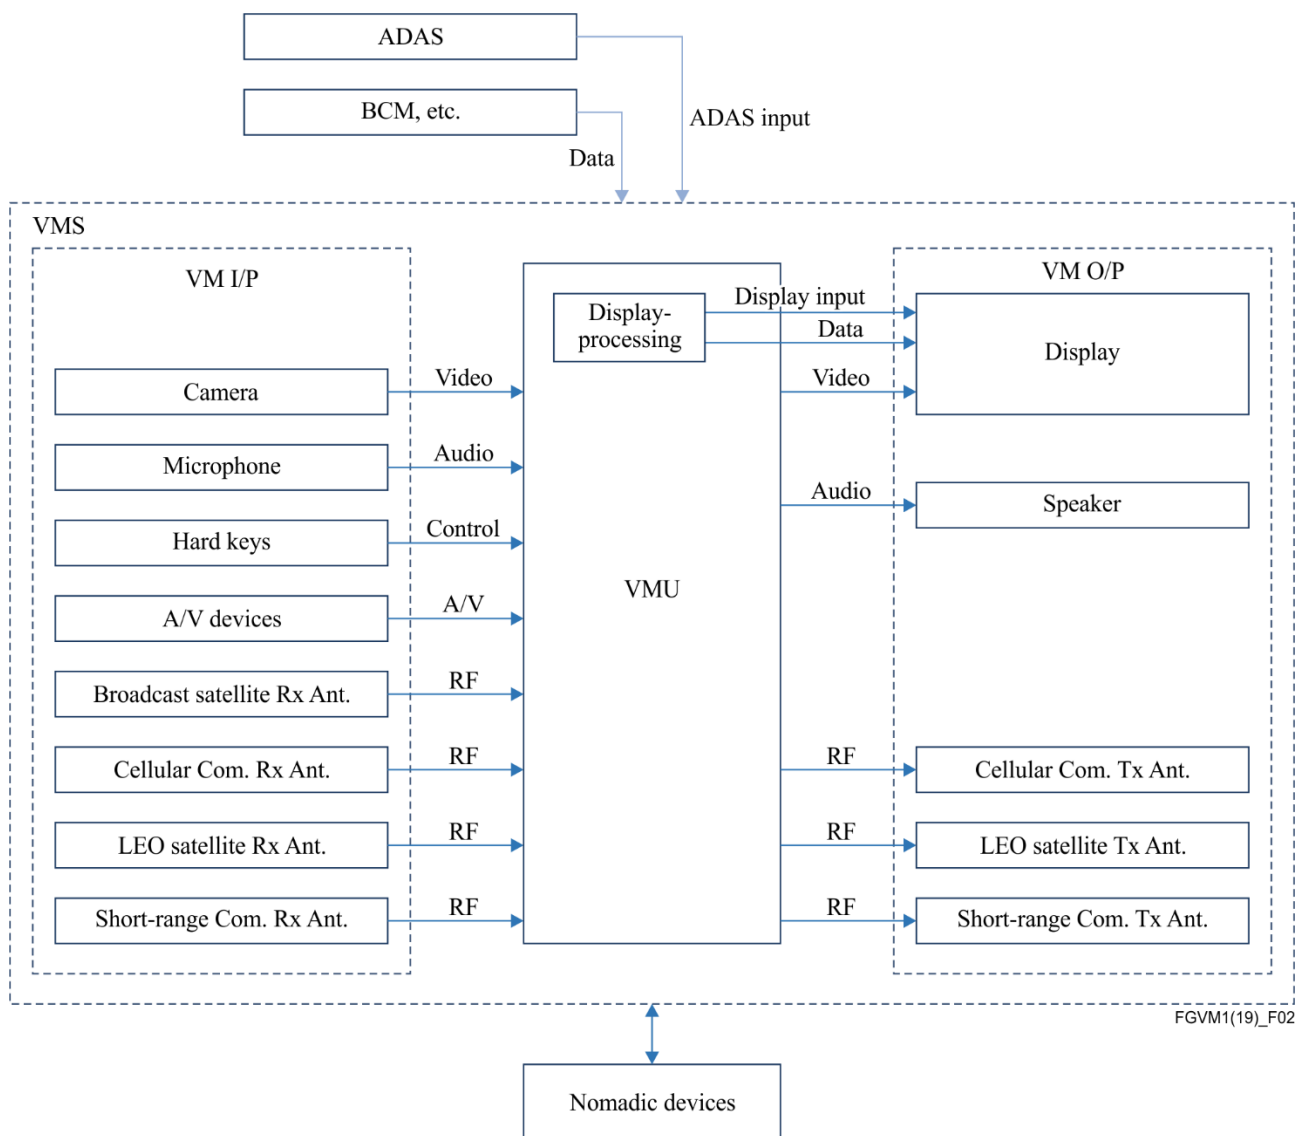 ADAS
BCM, etc.
ADAS input
Data
VMS
VM I/P
VM O/P
Display-
processing
Display input
Data
Display
Camera
Video
Video
Microphone
Audio
Audio
Speaker
Hard keys
Control
VMU
A/V devices
A/V
Broadcast satellite Rx Ant.
RF
Cellular Com. Rx Ant.
RF
RF
Cellular Com. Tx Ant.
LEO satellite Rx Ant.
RF
RF
LEO satellite Tx Ant.
Short-range Com. Rx Ant.
RF
RF
Short-range Com. Tx Ant.
FGVM1(19)_F02
Nomadic devices